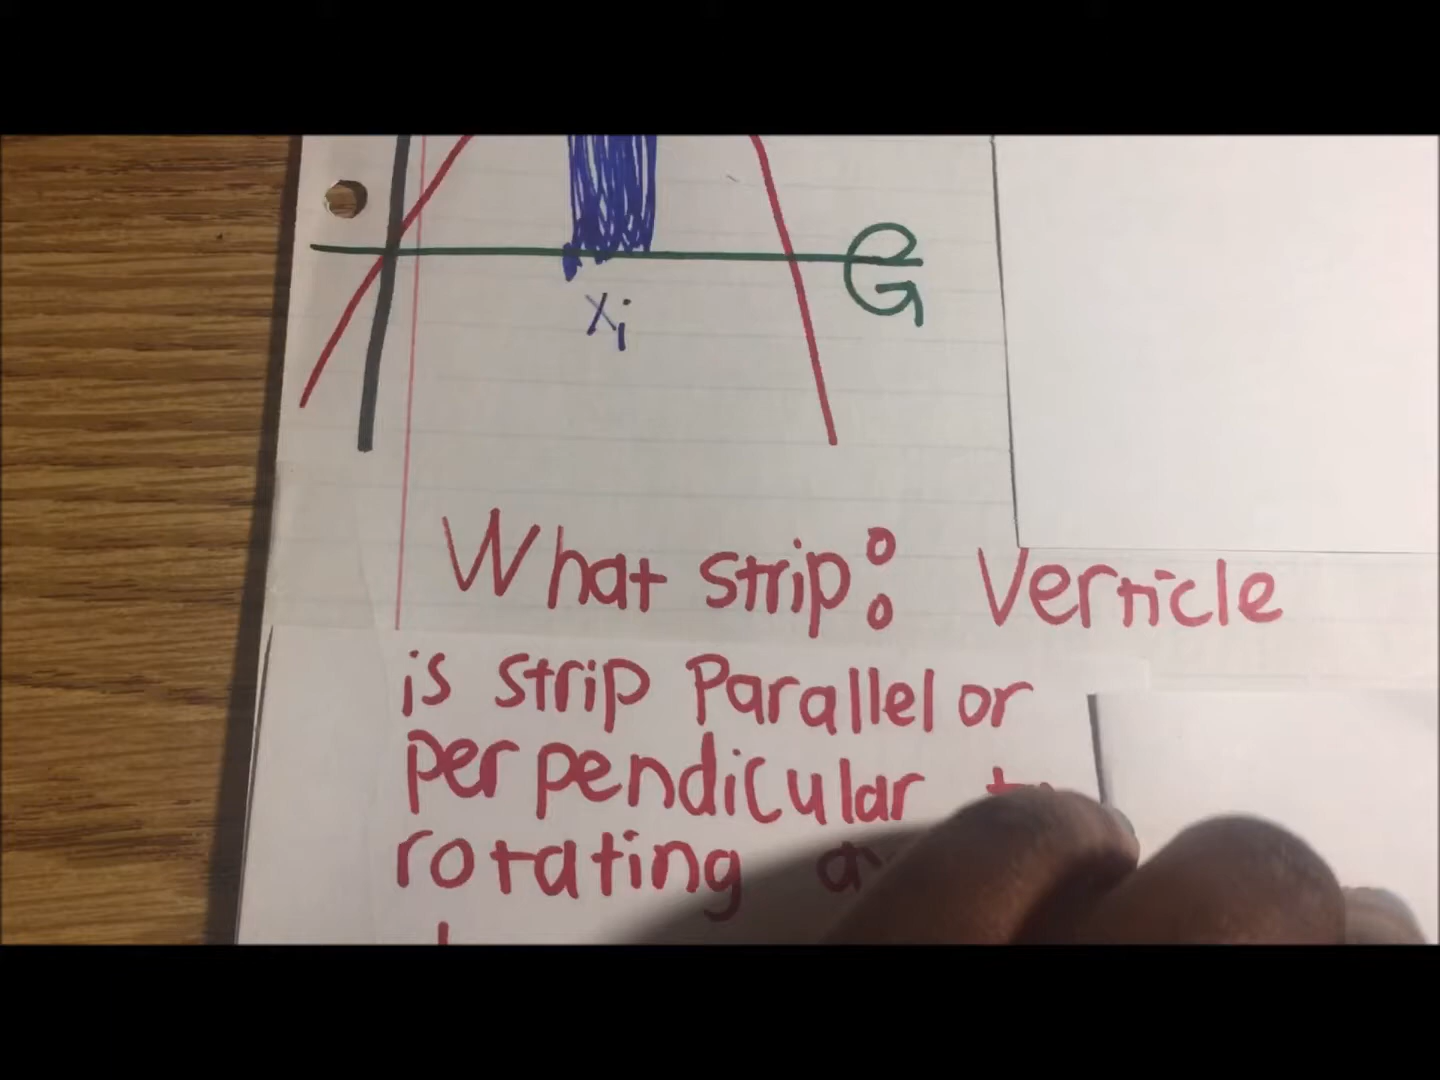 xi
What strip: Verticle
is strip Parallel or
perpendicular
rotating